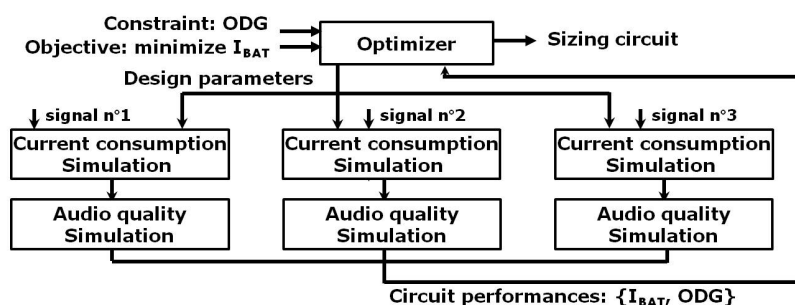 Constraint: ODG
Objective: minimize I_BAT
Optimizer
Sizing circuit
Design parameters
signal n°1
signal n°2
signal n°3
Current consumption
Simulation
Current consumption
Simulation
Current consumption
Simulation
Audio quality
Simulation
Audio quality
Simulation
Audio quality
Simulation
Circuit performances: {I_BAT, ODG}